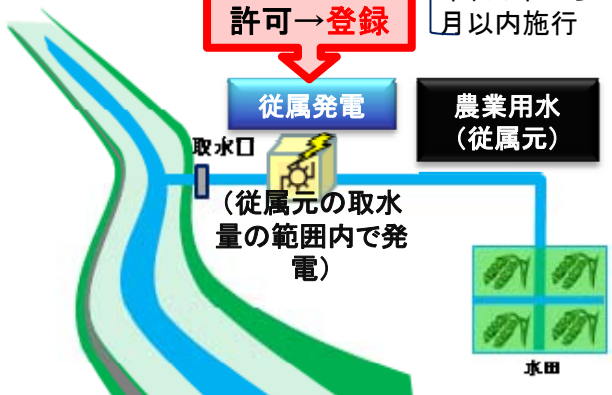 許可→登録
月以内施行
従属発電
農業用水
（従属元）
取水口
（従属元の取水
量の範囲内で発
電）
水田